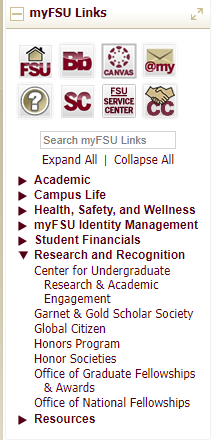 myFSU Links
FSU
Bb
CANVAS
@my
?
SC
FSU
SERVICE
CENTER
CC
Search myFSU Links
Expand All | Collapse All
Academic
Campus Life
Health, Safety, and Wellness
myFSU Identity Management
Student Financials
Research and Recognition
Center for Undergraduate
Research & Academic
Engagement
Garnet & Gold Scholar Society
Global Citizen
Honors Program
Honor Societies
Office of Graduate Fellowships
& Awards
Office of National Fellowships
Resources